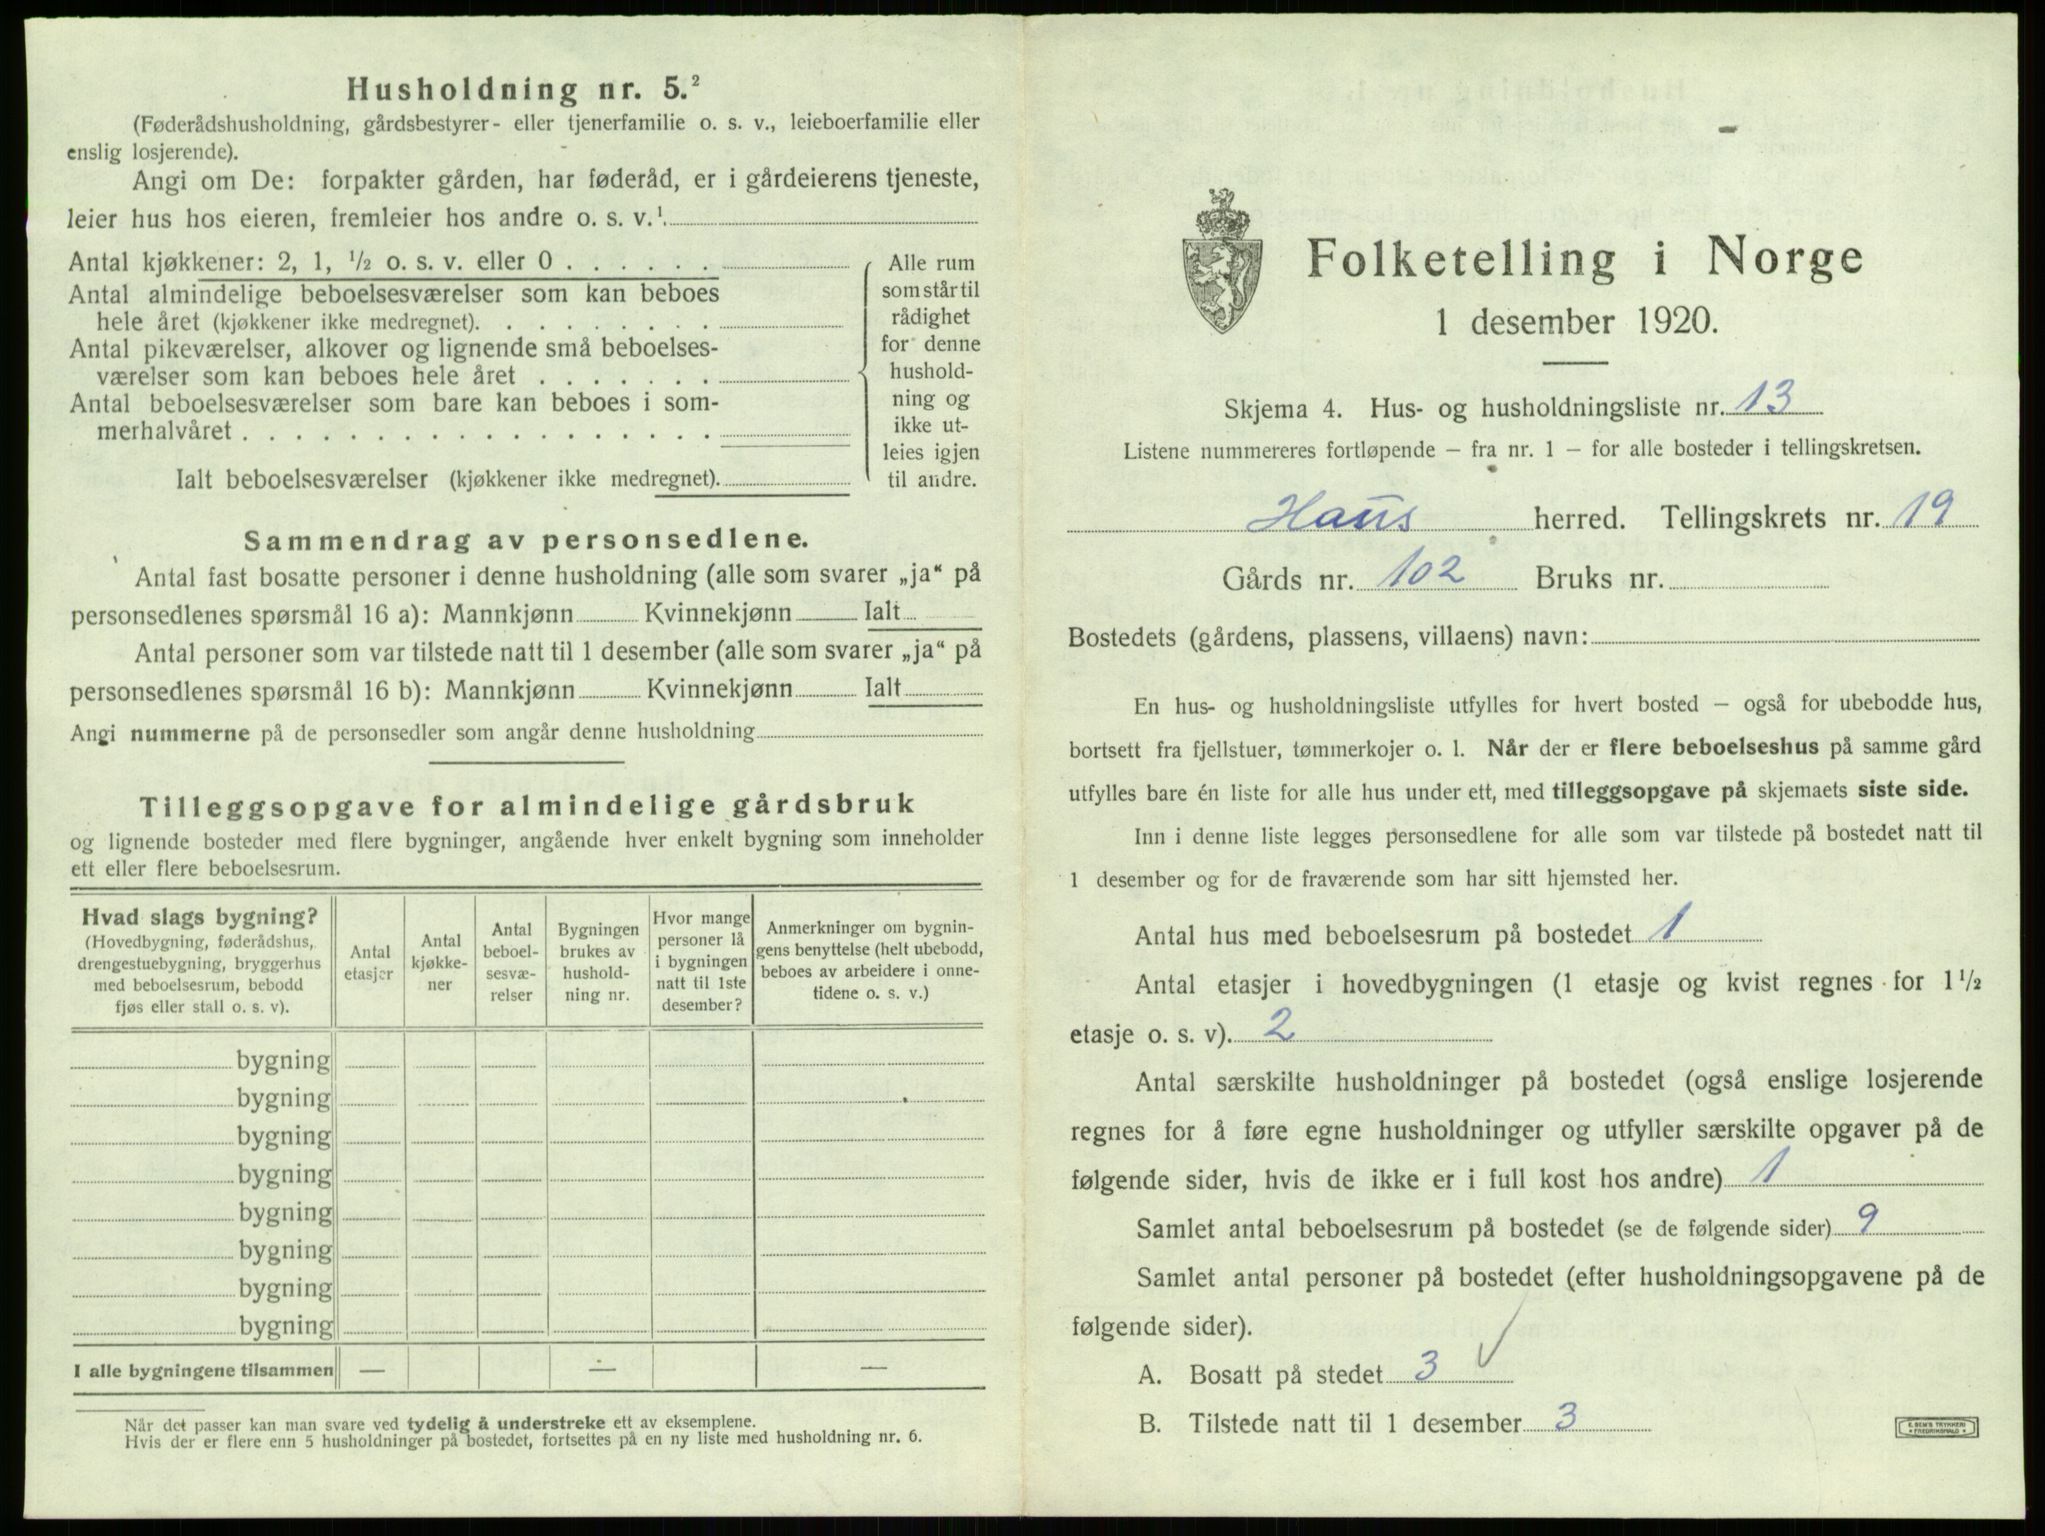 Husholdning nr. 5.²
(Føderådshusholdning, gårdsbestyrer- eller tjenerfamilie o. s. v., leieboerfamilie eller
enslig losjerende).
Angi om De: forpakter gården, har føderåd, er i gårdeierens tjeneste,
leier hus hos eieren, fremleier hos andre o. s. v.¹
Antal kjøkkener: 2, 1, ½ o. s. v. eller 0 . . . . . .
Antal almindelige beboelsesværelser som kan beboes
hele året (kjøkkener ikke medregnet). . . . . . . . .
Antal pikeværelser, alkover og lignende små beboelses-
værelser som kan beboes hele året . . . . . . .
Antal beboelsesværelser som bare kan beboes i som-
merhalvåret . . . . . . . . . . . . . . . . . .
Ialt beboelsesværelser (kjøkkener ikke medregnet).
Alle rum
som står til
rådighet
for denne
hushold-
ning og
ikke ut-
leies igjen
til andre.
Sammendrag av personsedlene.
Antal fast bosatte personer i denne husholdning (alle som svarer „ja“ på
personsedlenes spørsmål 16 a): Mannkjønn Kvinnekjønn Ialt
Antal personer som var tilstede natt til 1 desember (alle som svarer „ja“ på
personsedlenes spørsmål 16 b): Mannkjønn Kvinnekjønn Ialt
Angi nummerne på de personsedler som angår denne husholdning
Tilleggsopgave for almindelige gårdsbruk
og lignende bosteder med flere bygninger, angående hver enkelt bygning som inneholder
ett eller flere beboelsesrum.
Hvad slags bygning?
(Hovedbygning, føderådshus,
drengestuebygning, bryggerhus
med beboelsesrum, bebodd
fjøs eller stall o. s. v).
Antal
etasjer
Antal
kjøkke-
ner
Antal
beboel-
sesvæ-
relser
Bygningen
brukes av
hushold-
ning nr.
Hvor mange
personer lå
i bygningen
natt til 1ste
desember?
Anmerkninger om bygnin-
gens benyttelse (helt ubebodd,
beboes av arbeidere i onne-
tidene o. s. v.)
bygning
bygning
bygning
bygning
bygning
bygning
bygning
bygning
I alle bygningene tilsammen — — —
Når det passer kan man svare ved tydelig å understreke ett av eksemplene.
Hvis der er flere enn 5 husholdninger på bostedet, fortsettes på en ny liste med husholdning nr. 6.
Folketelling i Norge
1 desember 1920.
Skjema 4. Hus- og husholdningsliste nr. 13
Listene nummereres fortløpende – fra nr. 1 – for alle bosteder i tellingskretsen.
Haus herred. Tellingskrets nr. 19
Gårds nr. 102 Bruks nr.
Bostedets (gårdens, plassens, villaens) navn:
En hus- og husholdningsliste utfylles for hvert bosted – også for ubebodde hus,
bortsett fra fjellstuer, tømmerkojer o. l. Når der er flere beboelseshus på samme gård
utfylles bare én liste for alle hus under ett, med tilleggsopgave på skjemaets siste side.
Inn i denne liste legges personsedlene for alle som var tilstede på bostedet natt til
1 desember og for de fraværende som har sitt hjemsted her.
Antal hus med beboelsesrum på bostedet 1
Antal etasjer i hovedbygningen (1 etasje og kvist regnes for 1½
etasje o. s. v). 2
Antal særskilte husholdninger på bostedet (også enslige losjerende
regnes for å føre egne husholdninger og utfyller særskilte opgaver på de
følgende sider, hvis de ikke er i full kost hos andre) 1
Samlet antal beboelsesrum på bostedet (se de følgende sider) 9
Samlet antal personer på bostedet (efter husholdningsopgavene på de
følgende sider).
A. Bosatt på stedet 3 ✓
B. Tilstede natt til 1 desember 3
E. SEM'S TRYKKERI
* FREDRIKSHALD *